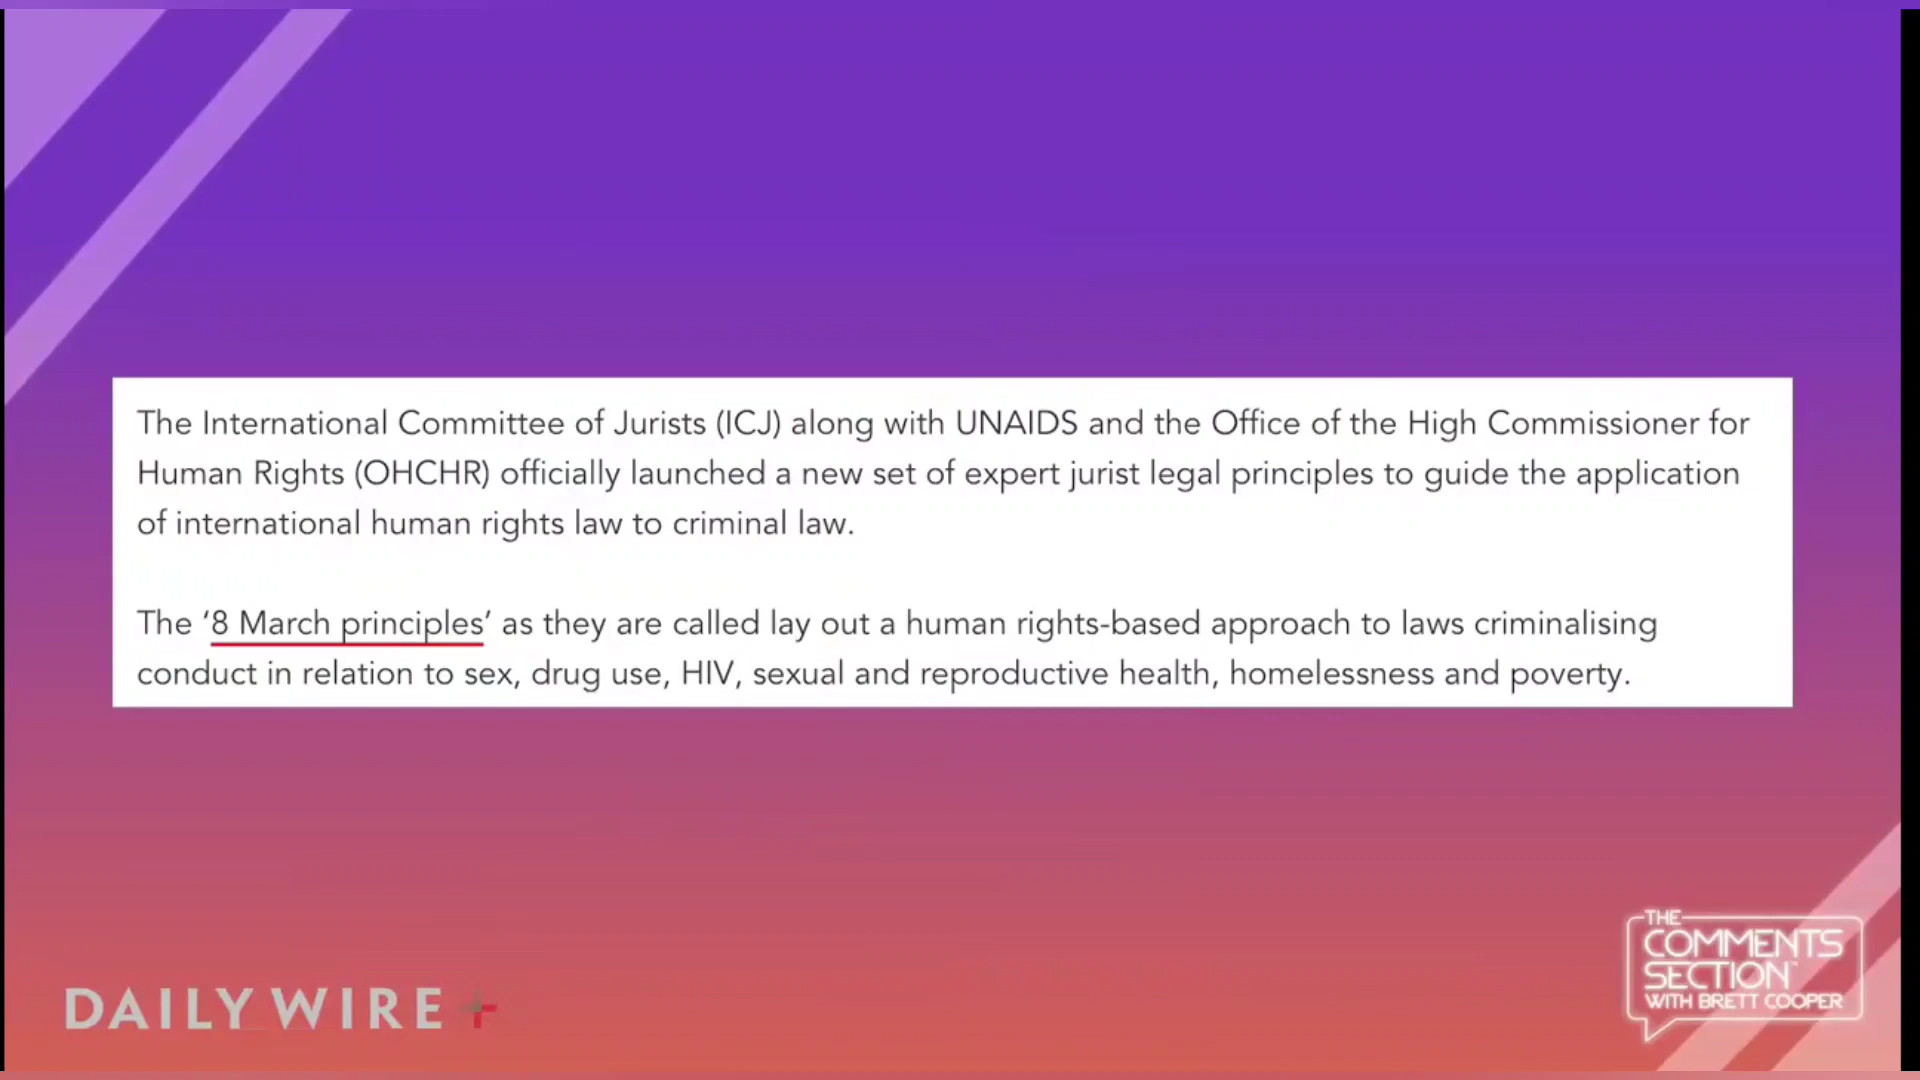 The International Committee of Jurists (ICJ) along with UNAIDS and the Office of the High Commissioner for
Human Rights (OHCHR) officially launched a new set of expert jurist legal principles to guide the application
of international human rights law to criminal law.
The ‘8 March principles’ as they are called lay out a human rights-based approach to laws criminalising
conduct in relation to sex, drug use, HIV, sexual and reproductive health, homelessness and poverty.
DAILY WIRE +
THE
COMMENTS
SECTION™
WITH BRETT COOPER